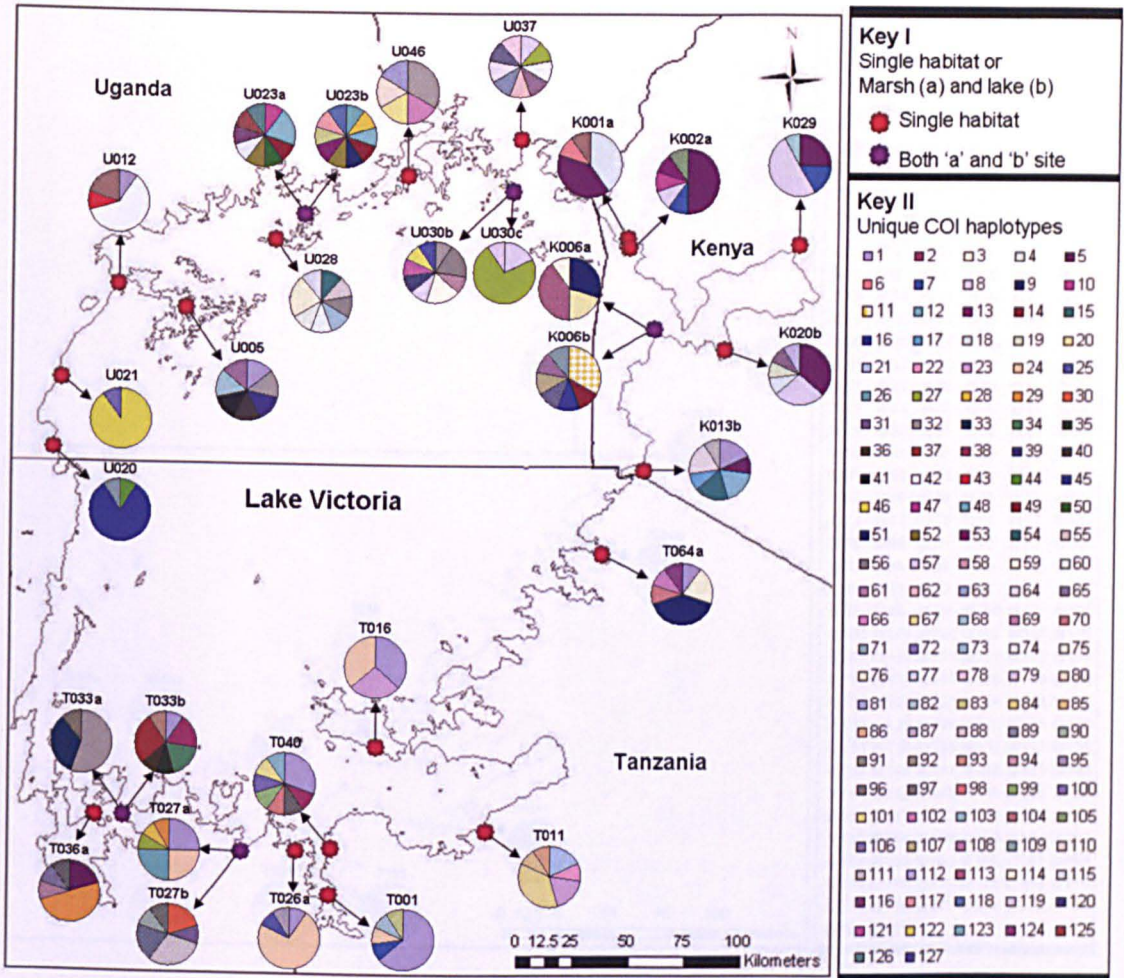 Uganda
U046
U037
N
U023a
U023b
K001a
K002a
K029
U012
U030b
U030c
K006a
Kenya
U028
U005
K006b
K020b
U021
K013b
U020
Lake Victoria
T064a
T016
T033a
T033b
T040
Tanzania
T027a
T011
T036a
T027b
T026a
T001
0 12.5 25 50 75 100
Kilometers
Key I
Single habitat or
Marsh (a) and lake (b)
Single habitat
Both 'a' and 'b' site
Key II
Unique COI haplotypes
1 2 3 4 5
6 7 8 9 10
11 12 13 14 15
16 17 18 19 20
21 22 23 24 25
26 27 28 29 30
31 32 33 34 35
36 37 38 39 40
41 42 43 44 45
46 47 48 49 50
51 52 53 54 55
56 57 58 59 60
61 62 63 64 65
66 67 68 69 70
71 72 73 74 75
76 77 78 79 80
81 82 83 84 85
86 87 88 89 90
91 92 93 94 95
96 97 98 99 100
101 102 103 104 105
106 107 108 109 110
111 112 113 114 115
116 117 118 119 120
121 122 123 124 125
126 127